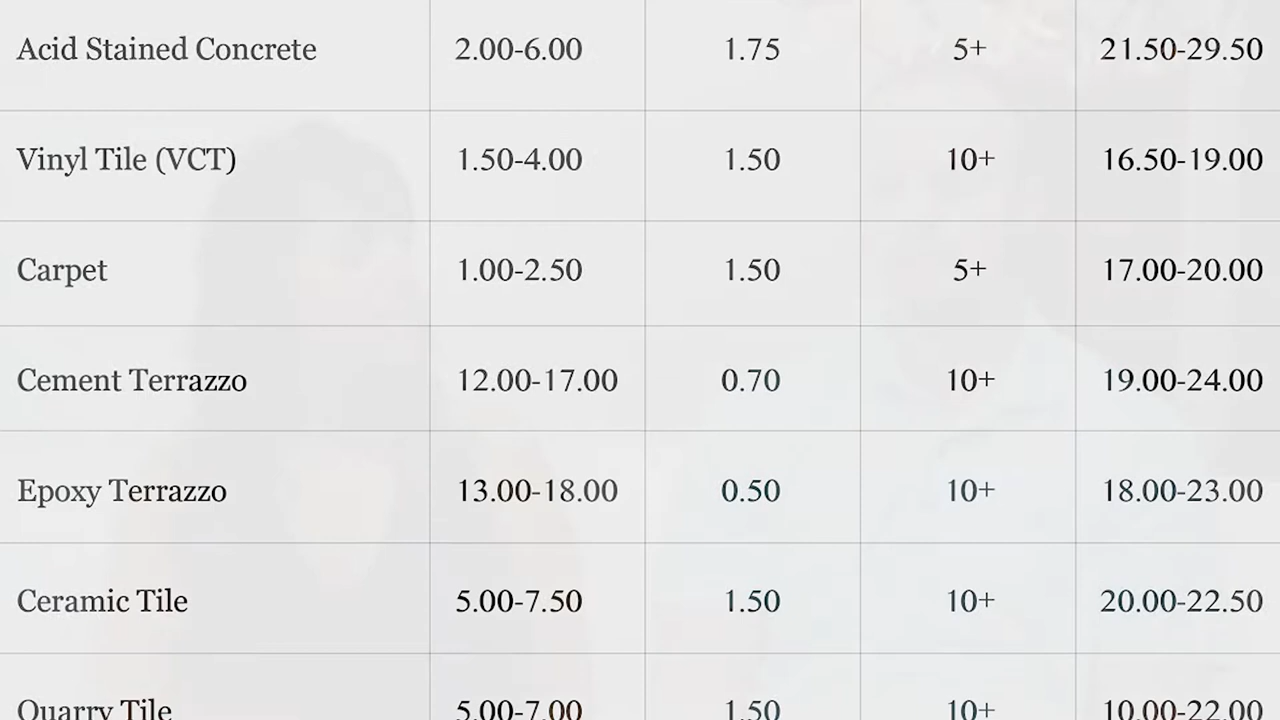 Acid Stained Concrete 2.00-6.00 1.75 5+ 21.50-29.50
Vinyl Tile (VCT) 1.50-4.00 1.50 10+ 16.50-19.00
Carpet 1.00-2.50 1.50 5+ 17.00-20.00
Cement Terrazzo 12.00-17.00 0.70 10+ 19.00-24.00
Epoxy Terrazzo 13.00-18.00 0.50 10+ 18.00-23.00
Ceramic Tile 5.00-7.50 1.50 10+ 20.00-22.50
Quarry Tile 5.00-7.00 1.50 10+ 10.00-22.00